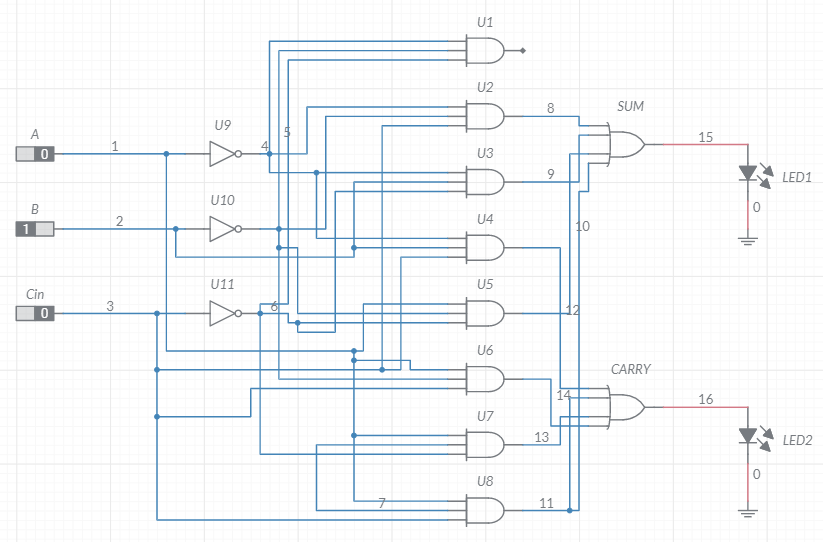 U1
U2
8
SUM
A
0
1
U9
4
5
15
LED1
U3
9
0
B
1
2
U10
U4
10
Cin
0
3
U11
6
U5
12
U6
CARRY
14
16
U7
13
LED2
0
U8
7
11